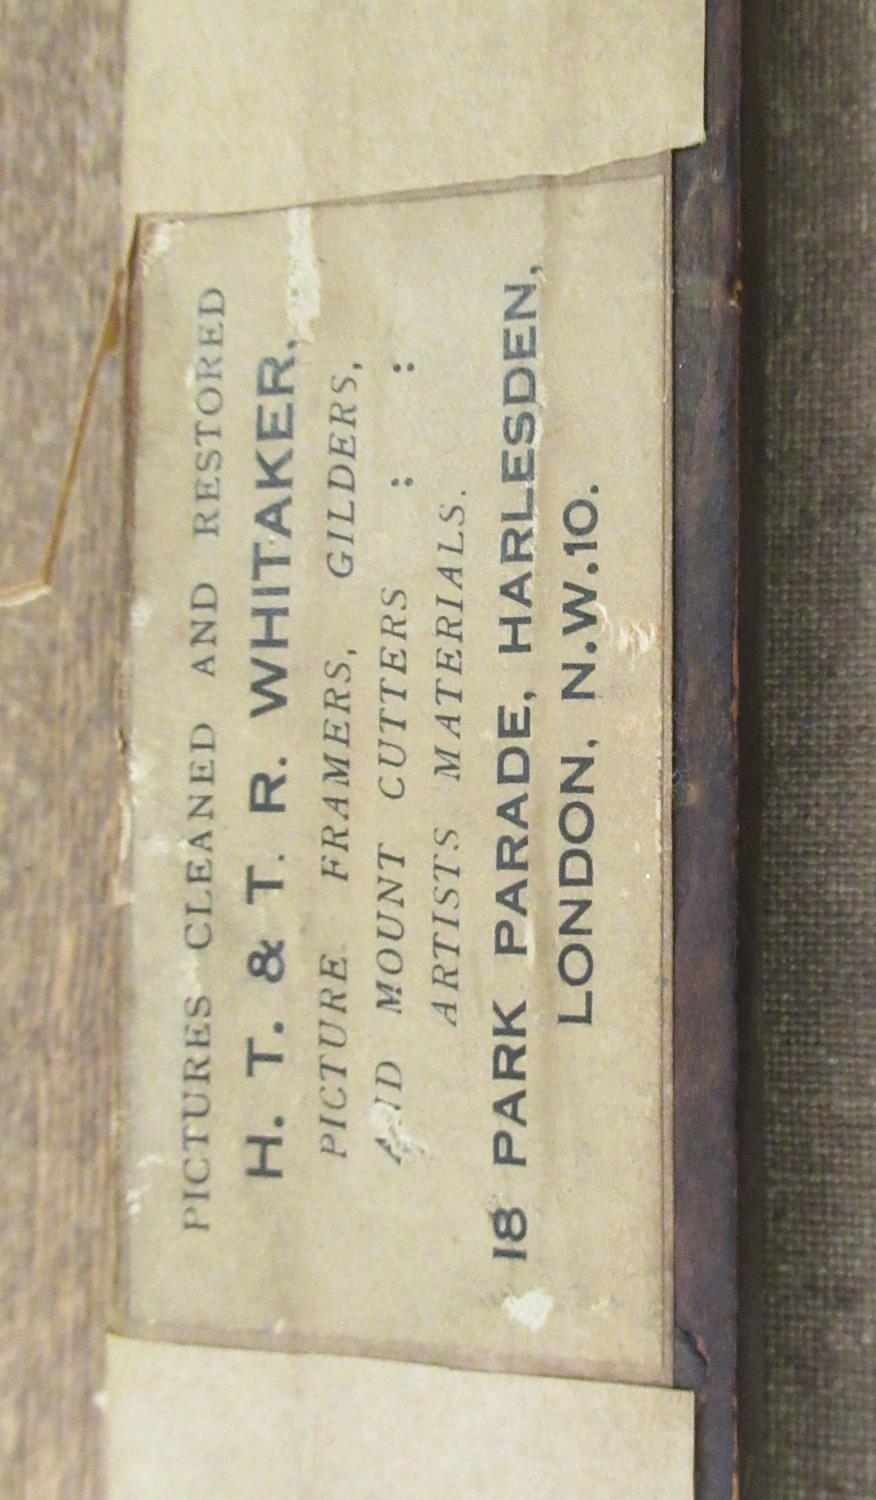 PICTURES CLEANED AND RESTORED
H. T. & T. R. WHITAKER,
PICTURE FRAMERS, GILDERS,
AND MOUNT CUTTERS : :
ARTISTS MATERIALS.
18 PARK PARADE, HARLESDEN,
LONDON, N.W.10.